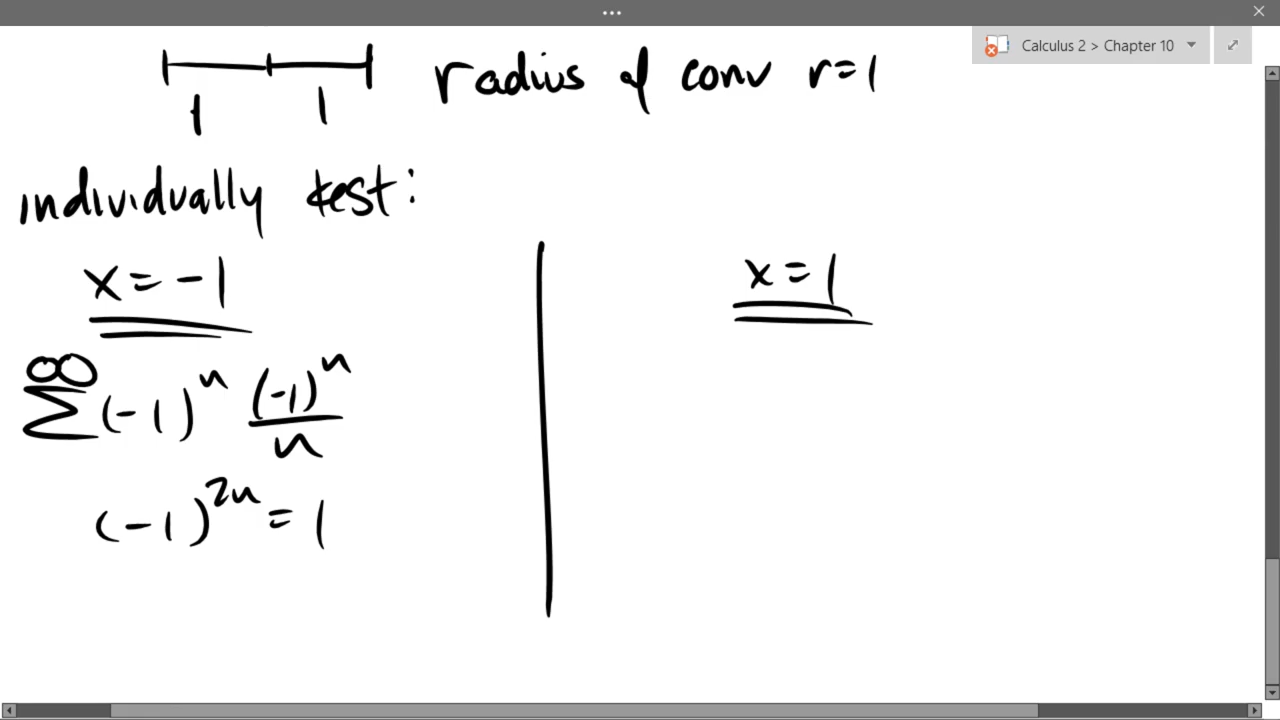 Calculus 2 > Chapter 10
radius of conv r=1
1 1
individually test:
x=-1
∞
Σ (-1)^n (-1)^n/n
(-1)^2n = 1
x=1